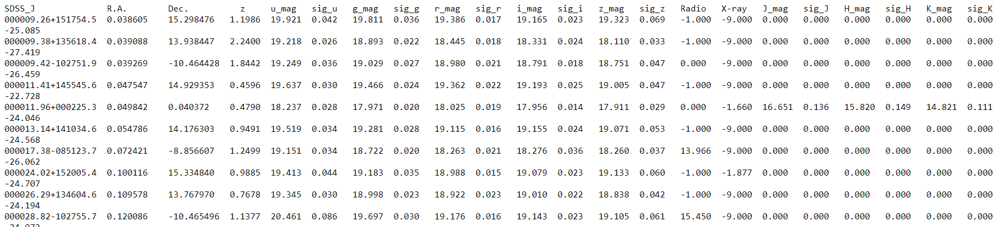 SDSS_J R.A. Dec. z u_mag sig_u g_mag sig_g r_mag sig_r i_mag sig_i z_mag sig_z Radio X-ray J_mag sig_J H_mag sig_H K_mag sig_K
000009.26+151754.5 0.038605 15.298476 1.1986 19.921 0.042 19.811 0.036 19.386 0.017 19.165 0.023 19.323 0.069 -1.000 -9.000 0.000 0.000 0.000 0.000 0.000 0.000
-25.085
000009.38+135618.4 0.039088 13.938447 2.2400 19.218 0.026 18.893 0.022 18.445 0.018 18.331 0.024 18.110 0.033 -1.000 -9.000 0.000 0.000 0.000 0.000 0.000 0.000
-27.419
000009.42-102751.9 0.039269 -10.464428 1.8442 19.249 0.036 19.029 0.027 18.980 0.021 18.791 0.018 18.751 0.047 0.000 -9.000 0.000 0.000 0.000 0.000 0.000 0.000
-26.459
000011.41+145545.6 0.047547 14.929353 0.4596 19.637 0.030 19.466 0.024 19.362 0.022 19.193 0.025 19.005 0.047 -1.000 -9.000 0.000 0.000 0.000 0.000 0.000 0.000
-22.728
000011.96+000225.3 0.049842 0.040372 0.4790 18.237 0.028 17.971 0.020 18.025 0.019 17.956 0.014 17.911 0.029 0.000 -1.660 16.651 0.136 15.820 0.149 14.821 0.111
-24.046
000013.14+141034.6 0.054786 14.176303 0.9491 19.519 0.034 19.281 0.028 19.115 0.016 19.155 0.024 19.071 0.053 -1.000 -9.000 0.000 0.000 0.000 0.000 0.000 0.000
-24.568
000017.38-085123.7 0.072421 -8.856607 1.2499 19.151 0.034 18.722 0.020 18.263 0.021 18.276 0.036 18.260 0.037 13.966 -9.000 0.000 0.000 0.000 0.000 0.000 0.000
-26.062
000024.02+152005.4 0.100116 15.334840 0.9885 19.413 0.044 19.183 0.035 18.988 0.015 19.079 0.023 19.133 0.060 -1.000 -1.877 0.000 0.000 0.000 0.000 0.000 0.000
-24.707
000026.29+134604.6 0.109578 13.767970 0.7678 19.345 0.030 18.998 0.023 18.922 0.023 19.010 0.022 18.838 0.042 -1.000 -9.000 0.000 0.000 0.000 0.000 0.000 0.000
-24.194
000028.82-102755.7 0.120086 -10.465496 1.1377 20.461 0.086 19.697 0.030 19.176 0.016 19.143 0.023 19.105 0.061 15.450 -9.000 0.000 0.000 0.000 0.000 0.000 0.000